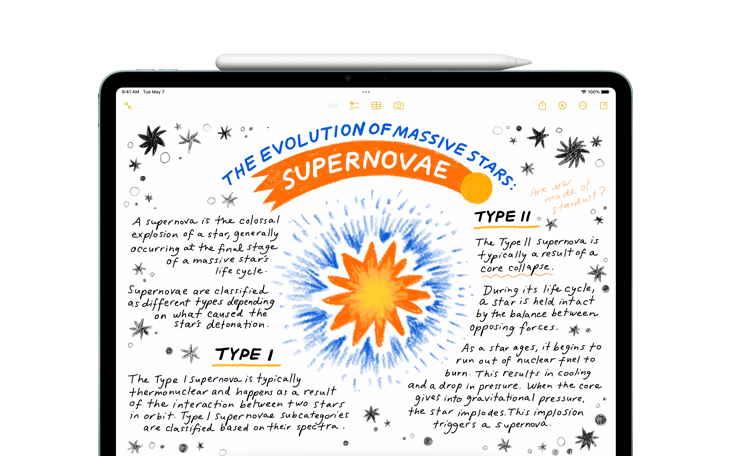 9:41 AM Tue May 7
100%
Aa
THE EVOLUTION OF MASSIVE STARS:
SUPERNOVAE
Are we
made of
stardust?
A supernova is the colossal
explosion of a star, generally
occurring at the final stage
of a massive star's
life cycle.
Supernovae are classified
as different types depending
on what caused the
star's detonation.
TYPE I
The Type I supernova is typically
thermonuclear and happens as a result
of the interaction between two stars
in orbit. Type I supernovae subcategories
are classified based on their spectra.
TYPE II
The Type II supernova is
typically a result of a
core collapse.
During its life cycle,
a star is held intact
by the balance between
opposing forces.
As a star ages, it begins to
run out of nuclear fuel to
burn. This results in cooling
and a drop in pressure. When the core
gives into gravitational pressure,
the star implodes. This implosion
triggers a supernova.